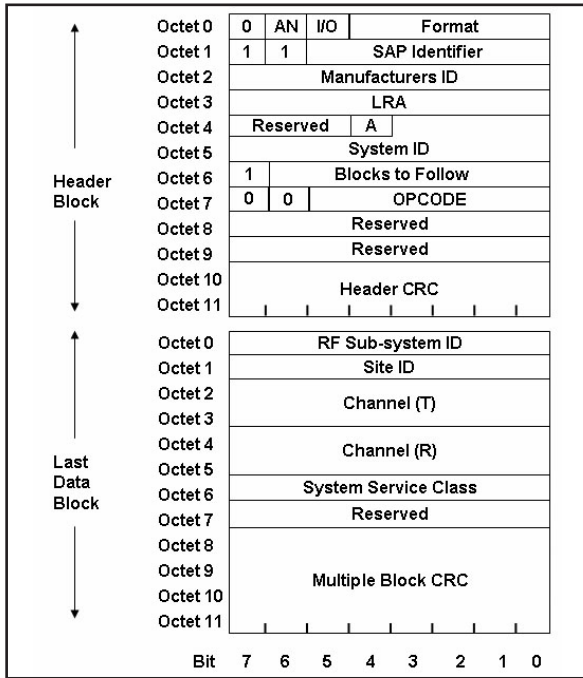 Octet 0 0 AN I/O Format
Octet 1 1 1 SAP Identifier
Octet 2 Manufacturers ID
Octet 3 LRA
Octet 4 Reserved A
Octet 5 System ID
Header Block
Octet 6 1 Blocks to Follow
Octet 7 0 0 OPCODE
Octet 8 Reserved
Octet 9 Reserved
Octet 10
Header CRC
Octet 11
Octet 0 RF Sub-system ID
Octet 1 Site ID
Octet 2
Channel (T)
Octet 3
Octet 4
Channel (R)
Octet 5
Last Data Block
Octet 6 System Service Class
Octet 7 Reserved
Octet 8
Octet 9
Multiple Block CRC
Octet 10
Octet 11
Bit 7 6 5 4 3 2 1 0